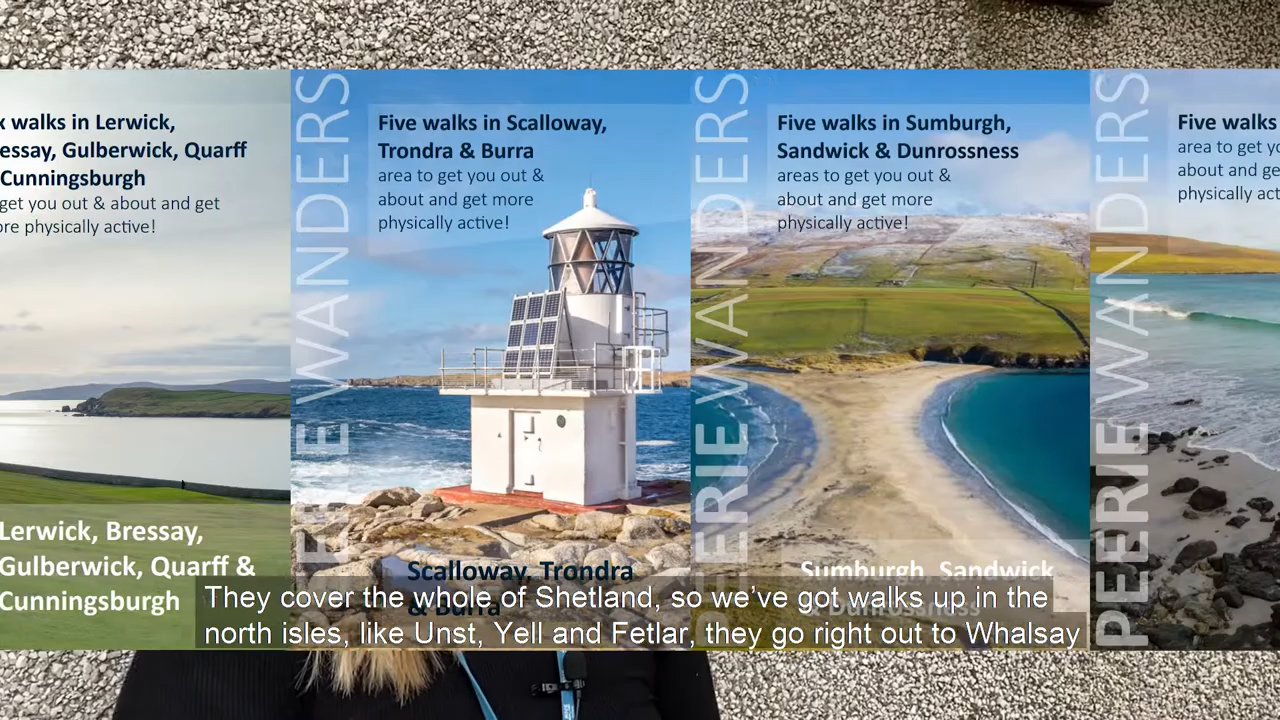 walks in Lerwick,
essay, Gulberwick, Quarff
Cunningsburgh
get you out & about and get
physically active!
Lerwick, Bressay,
Gulberwick, Quarff &
Cunningsburgh
PEERIE WANDERS
Five walks in Scalloway,
Trondra & Burra
area to get you out &
about and get more
physically active!
Scalloway, Trondra
& Burra
PEERIE WANDERS
Five walks in Sumburgh,
Sandwick & Dunrossness
areas to get you out &
about and get more
physically active!
Sumburgh, Sandwick
& Dunrossness
PEERIE WANDERS
Five walks
area to get yo
about and ge
physically act
They cover the whole of Shetland, so we've got walks up in the
north isles, like Unst, Yell and Fetlar, they go right out to Whalsay